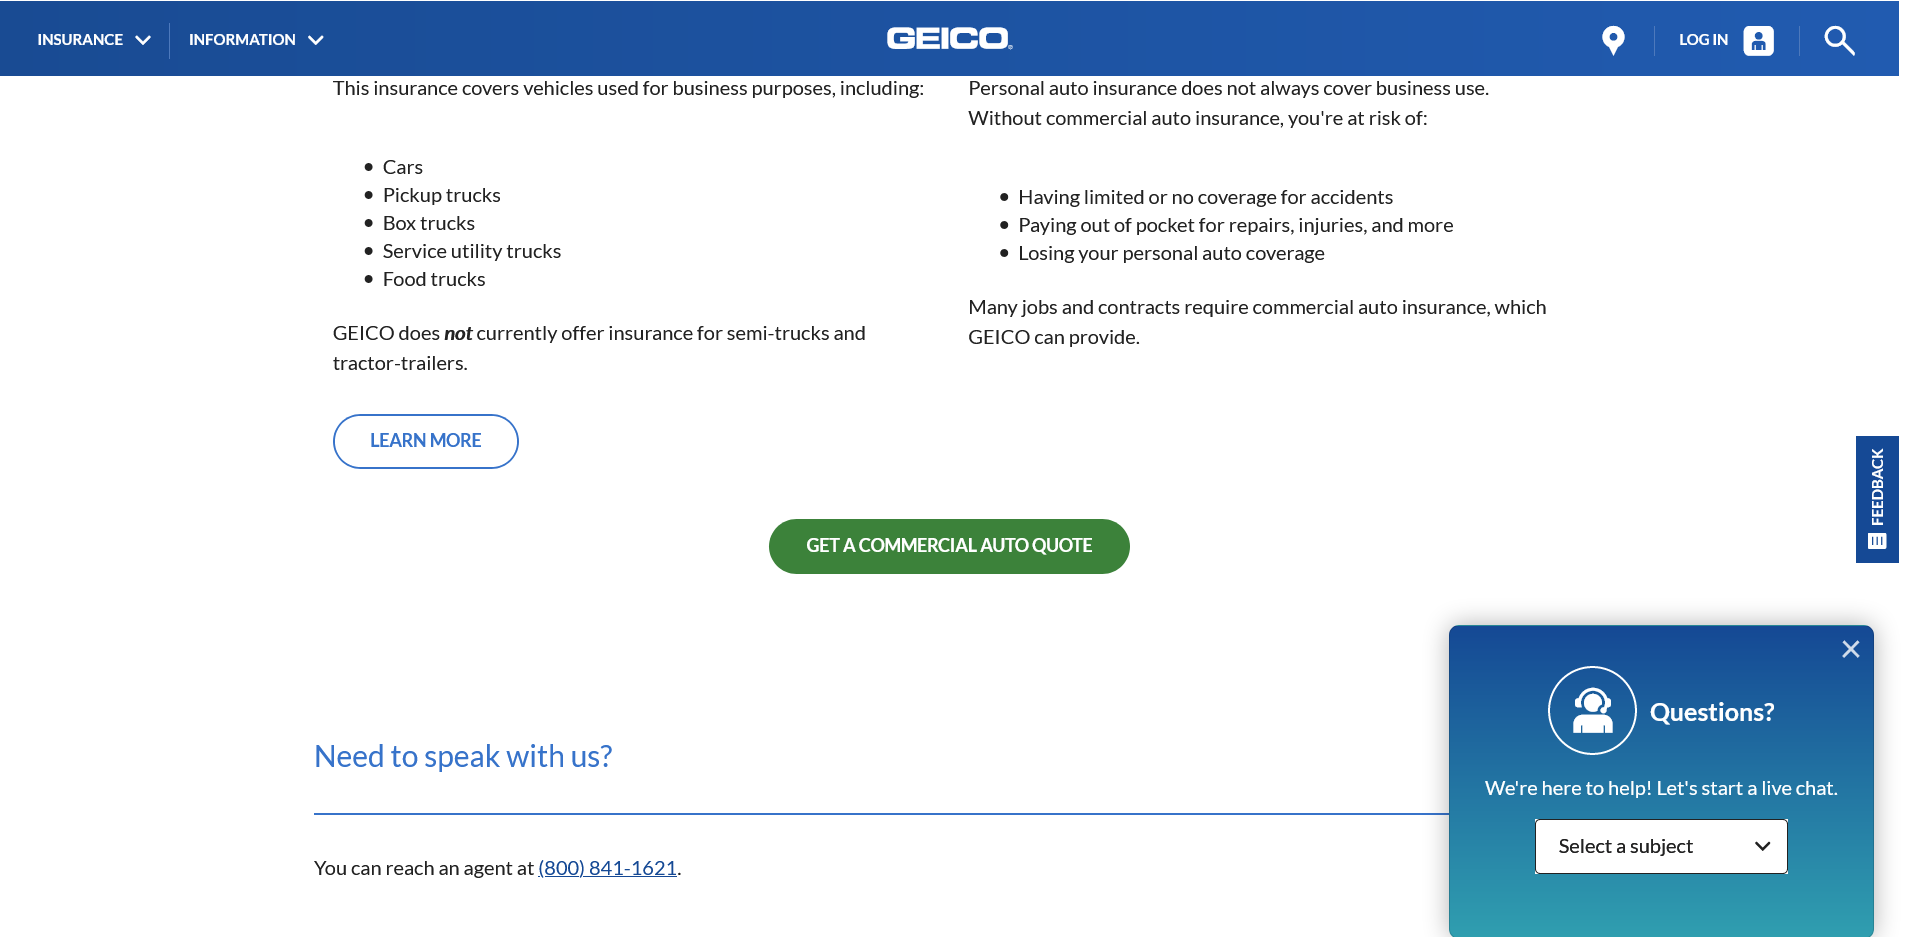 INSURANCE
INFORMATION
GEICO
LOG IN
This insurance covers vehicles used for business purposes, including:
• Cars
• Pickup trucks
• Box trucks
• Service utility trucks
• Food trucks
GEICO does not currently offer insurance for semi-trucks and
tractor-trailers.
LEARN MORE
Personal auto insurance does not always cover business use.
Without commercial auto insurance, you're at risk of:
• Having limited or no coverage for accidents
• Paying out of pocket for repairs, injuries, and more
• Losing your personal auto coverage
Many jobs and contracts require commercial auto insurance, which
GEICO can provide.
GET A COMMERCIAL AUTO QUOTE
FEEDBACK
Need to speak with us?
You can reach an agent at (800) 841-1621.
Questions?
We're here to help! Let's start a live chat.
Select a subject